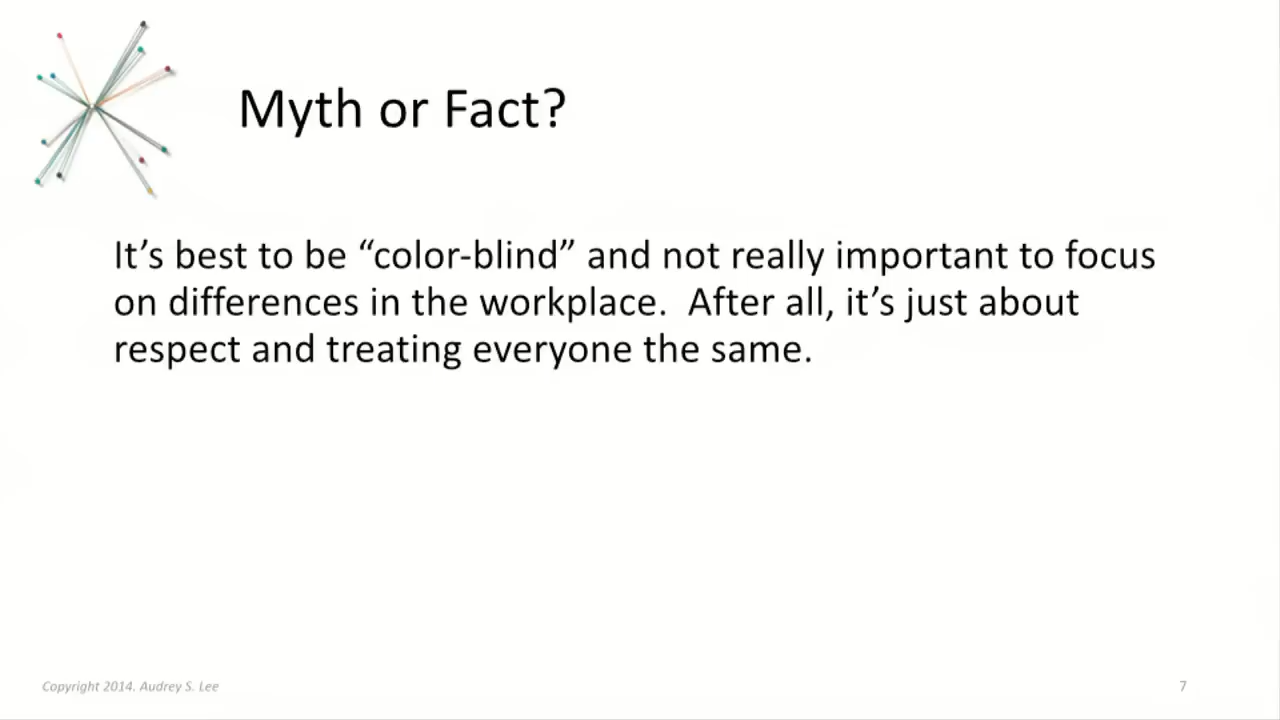 Myth or Fact?
It’s best to be “color-blind” and not really important to focus
on differences in the workplace.  After all, it’s just about
respect and treating everyone the same.
Copyright 2014. Audrey S. Lee
7